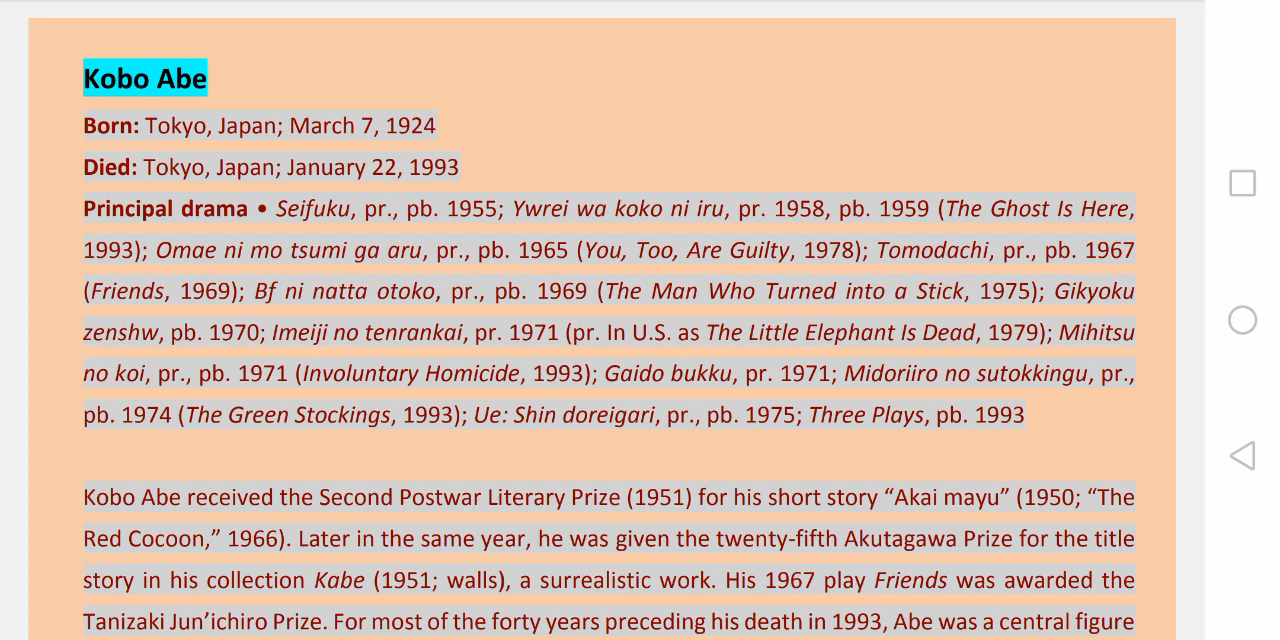 Kobo Abe
Born: Tokyo, Japan; March 7, 1924
Died: Tokyo, Japan; January 22, 1993
Principal drama • Seifuku, pr., pb. 1955; Ywrei wa koko ni iru, pr. 1958, pb. 1959 (The Ghost Is Here,
1993); Omae ni mo tsumi ga aru, pr., pb. 1965 (You, Too, Are Guilty, 1978); Tomodachi, pr., pb. 1967
(Friends, 1969); Bf ni natta otoko, pr., pb. 1969 (The Man Who Turned into a Stick, 1975); Gikyoku
zenshw, pb. 1970; Imeiji no tenrankai, pr. 1971 (pr. In U.S. as The Little Elephant Is Dead, 1979); Mihitsu
no koi, pr., pb. 1971 (Involuntary Homicide, 1993); Gaido bukku, pr. 1971; Midoriiro no sutokkingu, pr.,
pb. 1974 (The Green Stockings, 1993); Ue: Shin doreigari, pr., pb. 1975; Three Plays, pb. 1993
Kobo Abe received the Second Postwar Literary Prize (1951) for his short story “Akai mayu” (1950; “The
Red Cocoon,” 1966). Later in the same year, he was given the twenty-fifth Akutagawa Prize for the title
story in his collection Kabe (1951; walls), a surrealistic work. His 1967 play Friends was awarded the
Tanizaki Jun’ichiro Prize. For most of the forty years preceding his death in 1993, Abe was a central figure